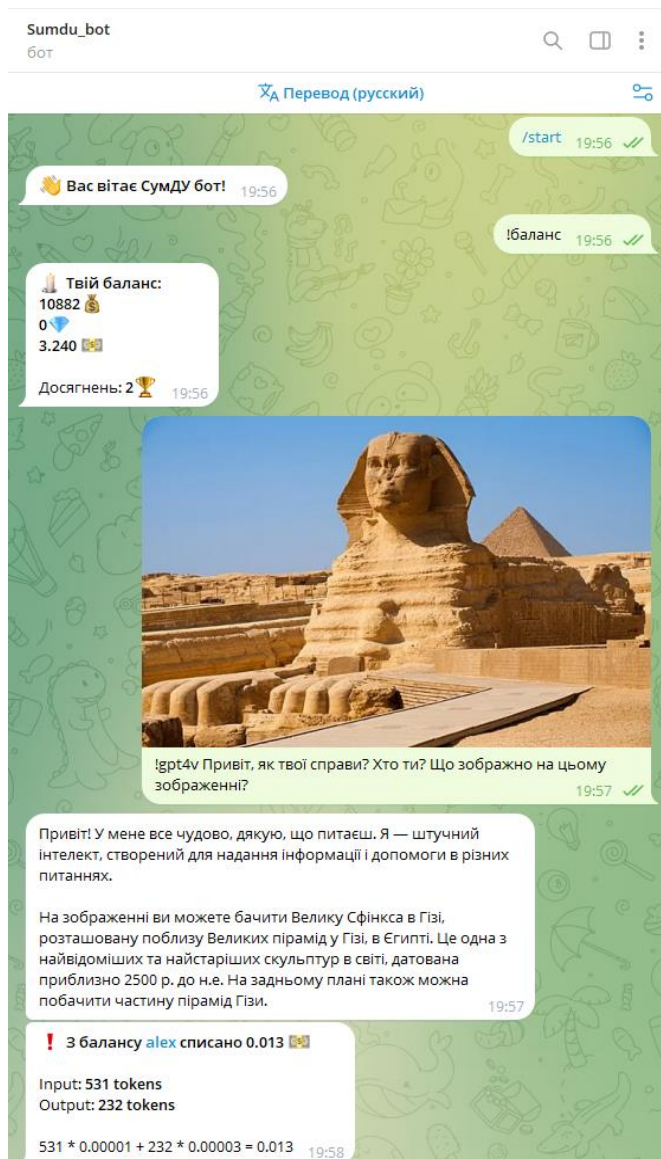 Sumdu_bot
бот
Перевод (русский)
/start 19:56
👋 Вас вітає СумДУ бот! 19:56
!баланс 19:56
🕯 Твій баланс:
10882 💰
0 💎
3.240 💵
Досягнень: 2 🏆 19:56
!gpt4v Привіт, як твої справи? Хто ти? Що зображно на цьому
зображенні?
19:57
Привіт! У мене все чудово, дякую, що питаєш. Я — штучний
інтелект, створений для надання інформації і допомоги в різних
питаннях.
На зображенні ви можете бачити Велику Сфінкса в Гізі,
розташовану поблизу Великих пірамід у Гізі, в Єгипті. Це одна з
найвідоміших та найстаріших скульптур в світі, датована
приблизно 2500 р. до н.е. На задньому плані також можна
побачити частину пірамід Гізи.
19:57
❗ З балансу alex списано 0.013 💵
Input: 531 tokens
Output: 232 tokens
531 * 0.00001 + 232 * 0.00003 = 0.013 19:58